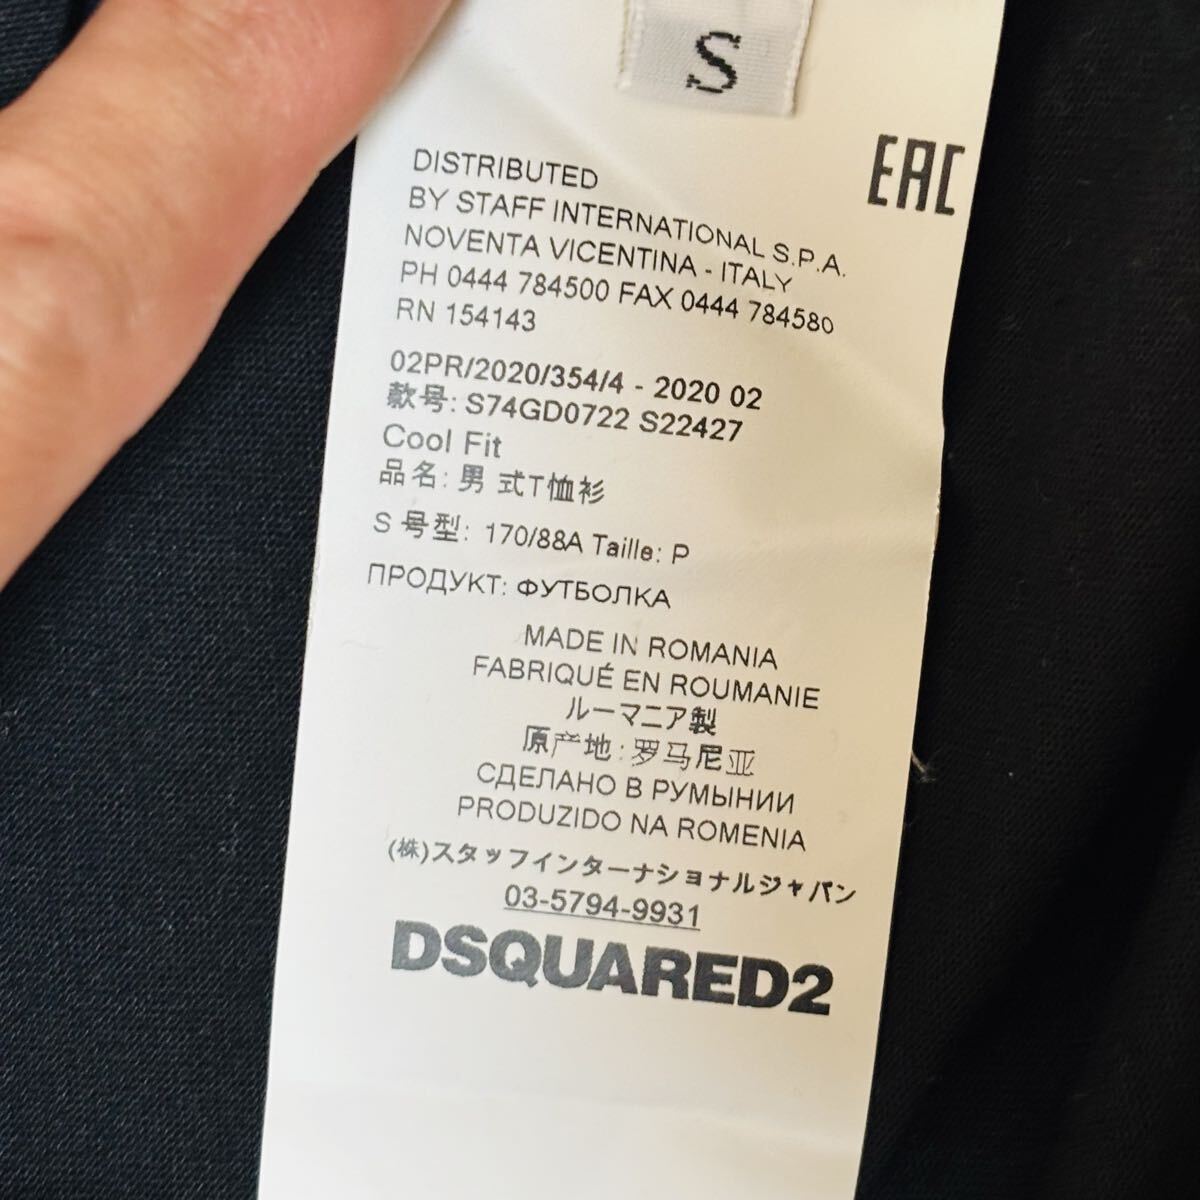 S
EAC
DISTRIBUTED
BY STAFF INTERNATIONAL S.P.A.
NOVENTA VICENTINA - ITALY
PH 0444 784500 FAX 0444 784580
RN 154143
02PR/2020/354/4 - 2020 02
款号: S74GD0722 S22427
Cool Fit
品名: 男 式T恤衫
S 号型: 170/88A Taille: P
ПРОДУКТ: ФУТБОЛКА
MADE IN ROMANIA
FABRIQUÉ EN ROUMANIE
ルーマニア製
原产地: 罗马尼亚
СДЕЛАНО В РУМЫНИИ
PRODUZIDO NA ROMENIA
(株)スタッフインターナショナルジャパン
03-5794-9931
DSQUARED2